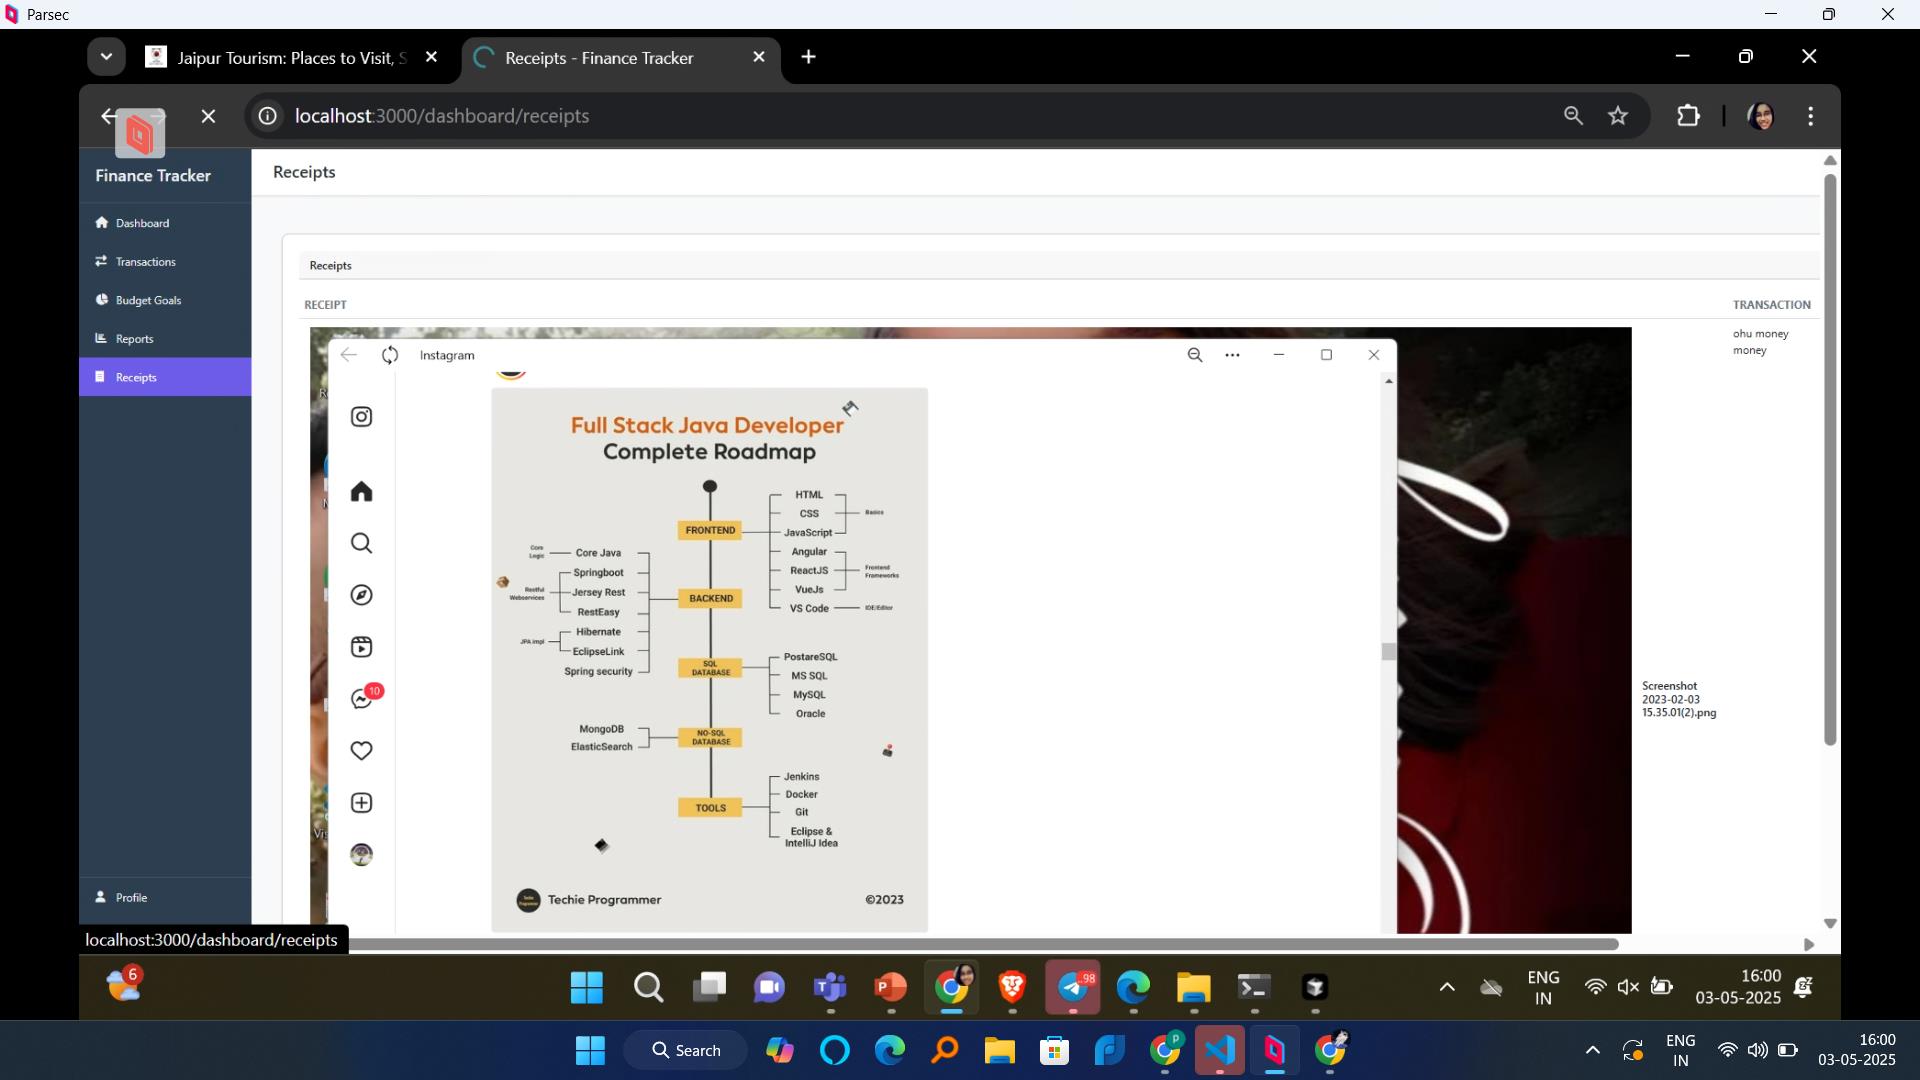 Parsec
Jaipur Tourism: Places to Visit, S
Receipts - Finance Tracker
localhost:3000/dashboard/receipts
Finance Tracker
Dashboard
Transactions
Budget Goals
Reports
Receipts
Profile
localhost:3000/dashboard/receipts
Receipts
Receipts
RECEIPT
TRANSACTION
ohu money
money
Screenshot
2023-02-03
15.35.01(2).png
Instagram
10
Full Stack Java Developer
Complete Roadmap
FRONTEND
HTML
CSS
JavaScript
Basics
Angular
ReactJS
VueJs
Frontend
Frameworks
VS Code
IDE/Editor
BACKEND
Core
Logic
Core Java
Springboot
Jersey Rest
RestEasy
Restful
Webservices
Hibernate
EclipseLink
JPA impl
Spring security
SQL
DATABASE
PostareSQL
MS SQL
MySQL
Oracle
NO-SQL
DATABASE
MongoDB
ElasticSearch
TOOLS
Jenkins
Docker
Git
Eclipse &
IntelliJ Idea
Techie Programmer
©2023
6
98
ENG
IN
16:00
03-05-2025
Search
ENG
IN
16:00
03-05-2025